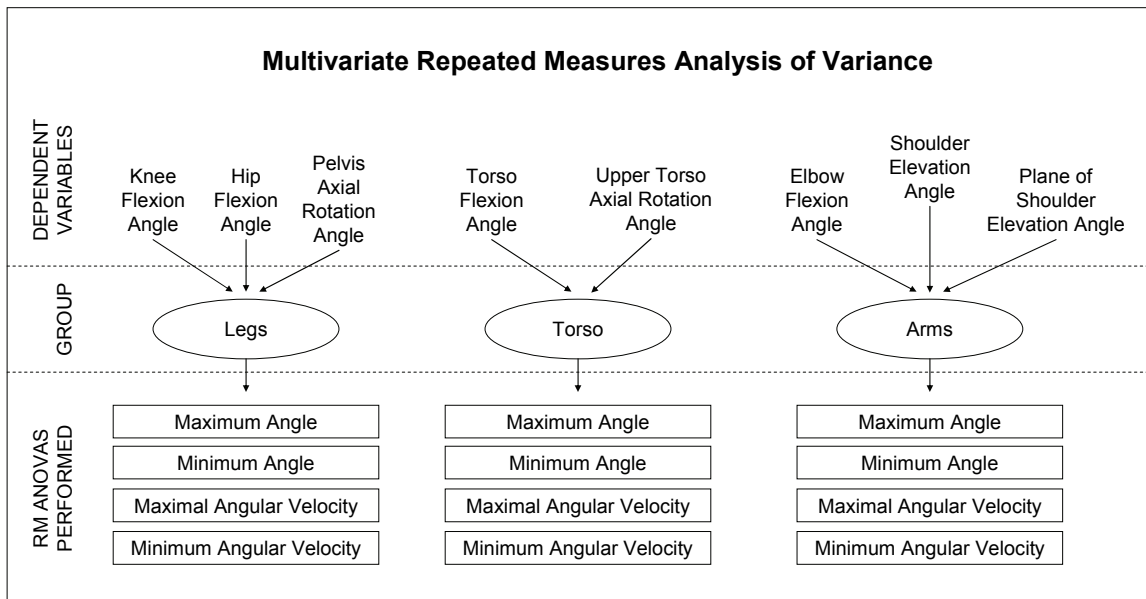 Multivariate Repeated Measures Analysis of Variance
DEPENDENT
VARIABLES
Knee
Flexion
Angle
Hip
Flexion
Angle
Pelvis
Axial
Rotation
Angle
Torso
Flexion
Angle
Upper Torso
Axial Rotation
Angle
Elbow
Flexion
Angle
Shoulder
Elevation
Angle
Plane of
Shoulder
Elevation Angle
GROUP
Legs
Torso
Arms
RM ANOVAS
PERFORMED
Maximum Angle
Minimum Angle
Maximal Angular Velocity
Minimum Angular Velocity
Maximum Angle
Minimum Angle
Maximal Angular Velocity
Minimum Angular Velocity
Maximum Angle
Minimum Angle
Maximal Angular Velocity
Minimum Angular Velocity